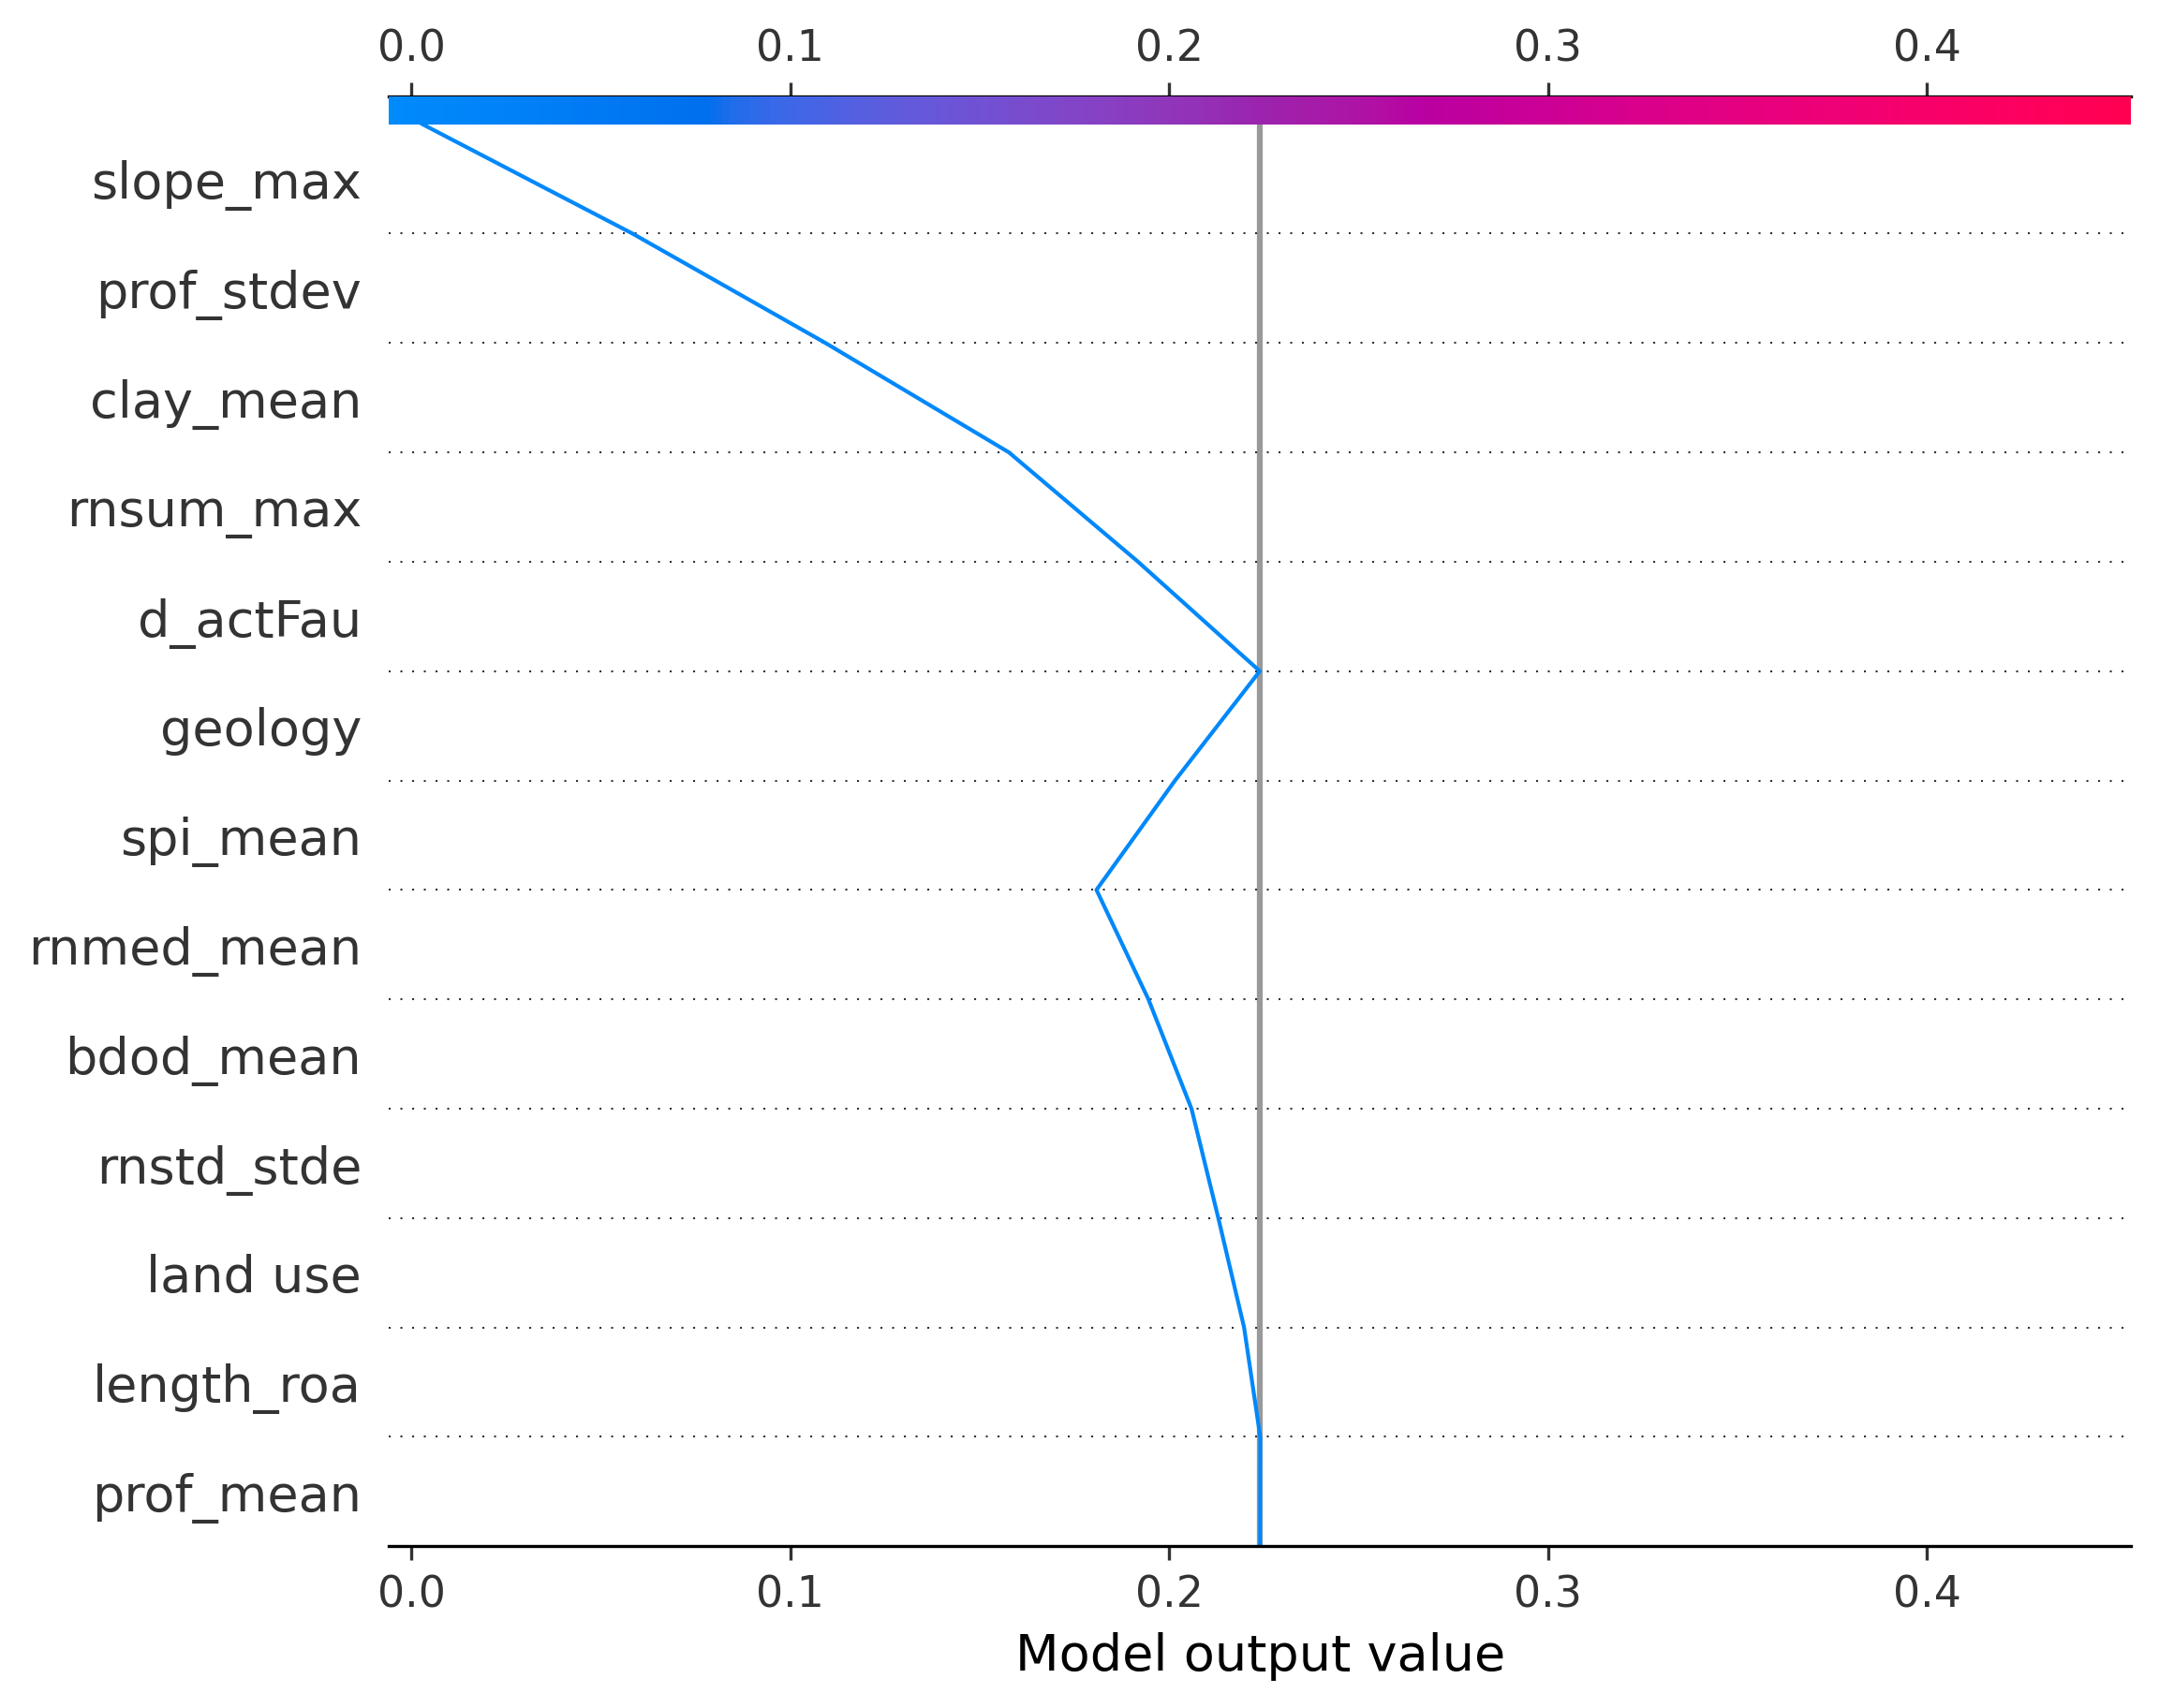 0.0 0.1 0.2 0.3 0.4
slope_max
prof_stdev
clay_mean
rnsum_max
d_actFau
geology
spi_mean
rnmed_mean
bdod_mean
rnstd_stde
land use
length_roa
prof_mean
0.0 0.1 0.2 0.3 0.4
Model output value